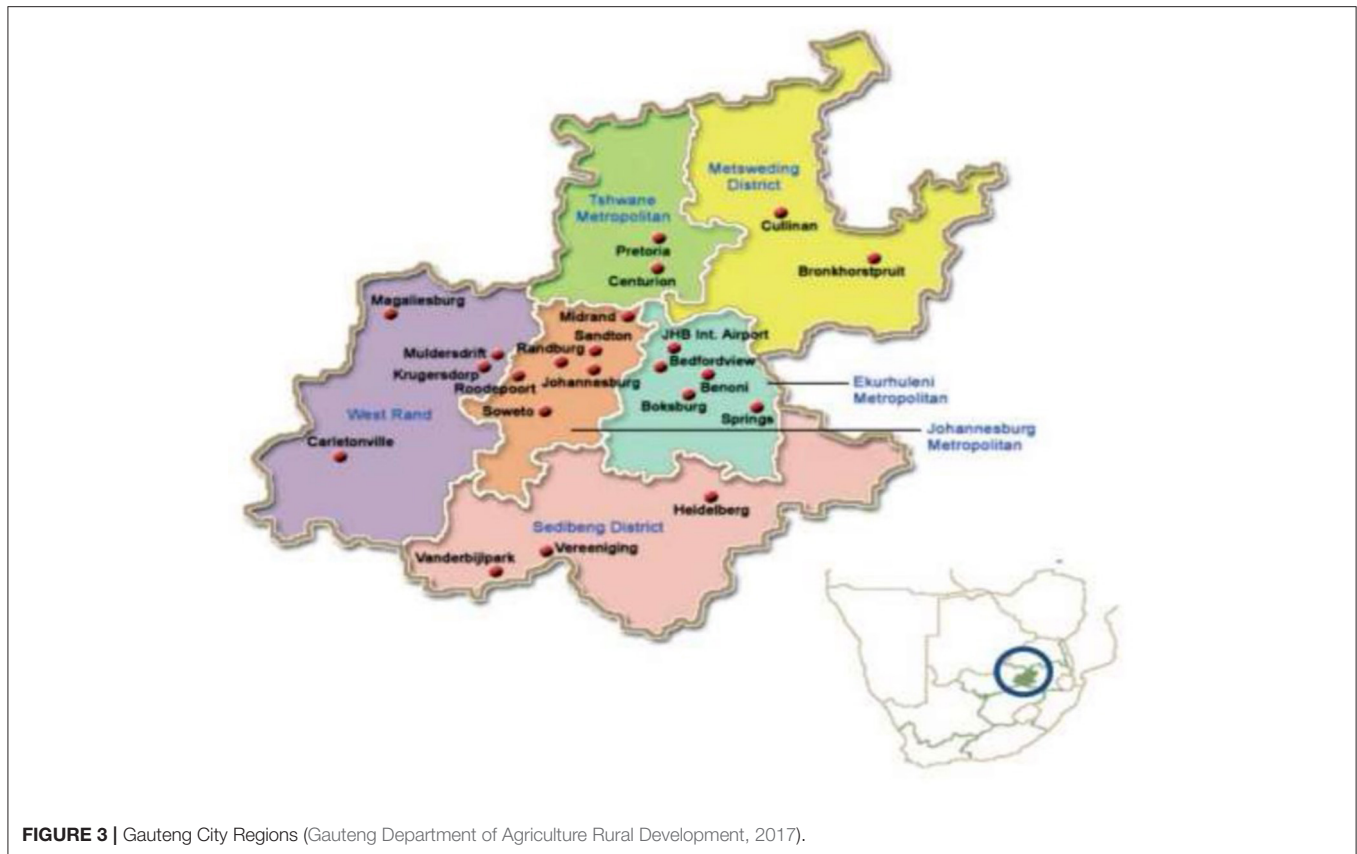 Metsweding
District
Tshwane
Metropolitan
Cullinan
Pretoria
Bronkhorstpruit
Centurion
Magaliesburg
Midrand
Sandton
JHB Int. Airport
Muldersdrift
Randburg
Bedfordview
Krugersdorp
Roodepoort
Johannesburg
Benoni
Ekurhuleni
Metropolitan
West Rand
Soweto
Boksburg
Springs
Johannesburg
Metropolitan
Carletonville
Heidelberg
Sedibeng District
Vereeniging
Vanderbijlpark
FIGURE 3 | Gauteng City Regions (Gauteng Department of Agriculture Rural Development, 2017).